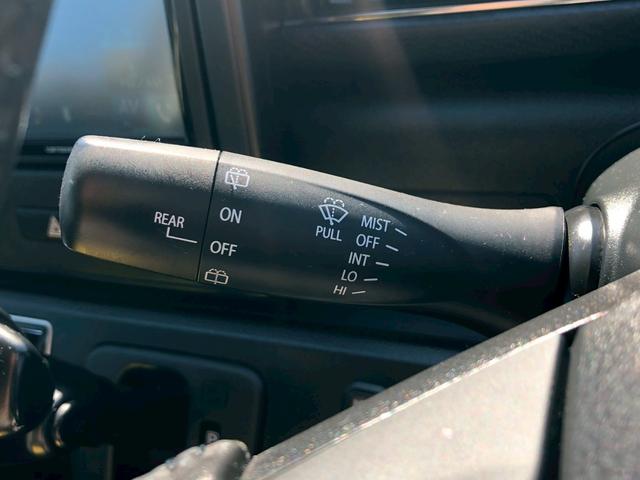 REAR
ON
OFF
PULL
MIST
OFF
INT
LO
HI
P